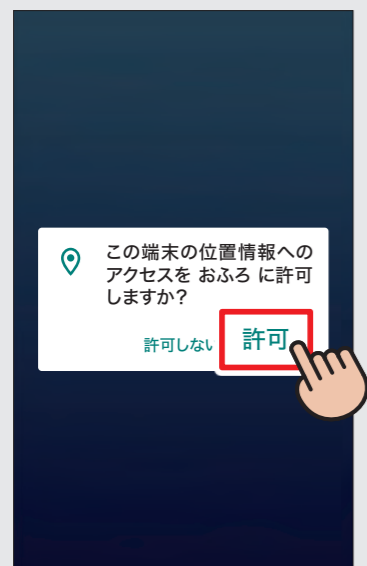 この端末の位置情報への
アクセスを おふろ に許可
しますか?
許可しない
許可